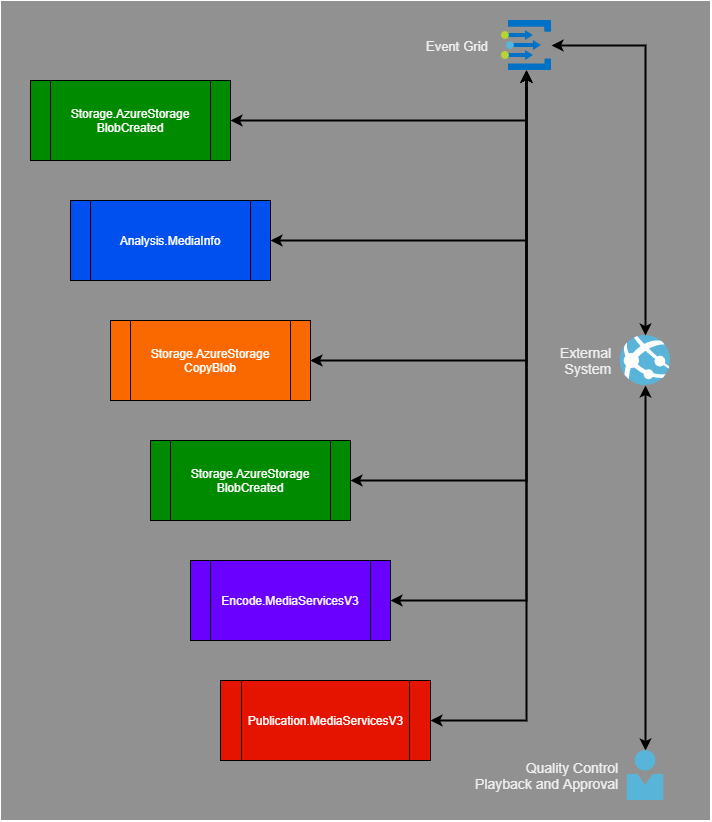 Event Grid
Storage.AzureStorage
BlobCreated
Analysis.MediaInfo
Storage.AzureStorage
CopyBlob
External
System
Storage.AzureStorage
BlobCreated
Encode.MediaServicesV3
Publication.MediaServicesV3
Quality Control
Playback and Approval